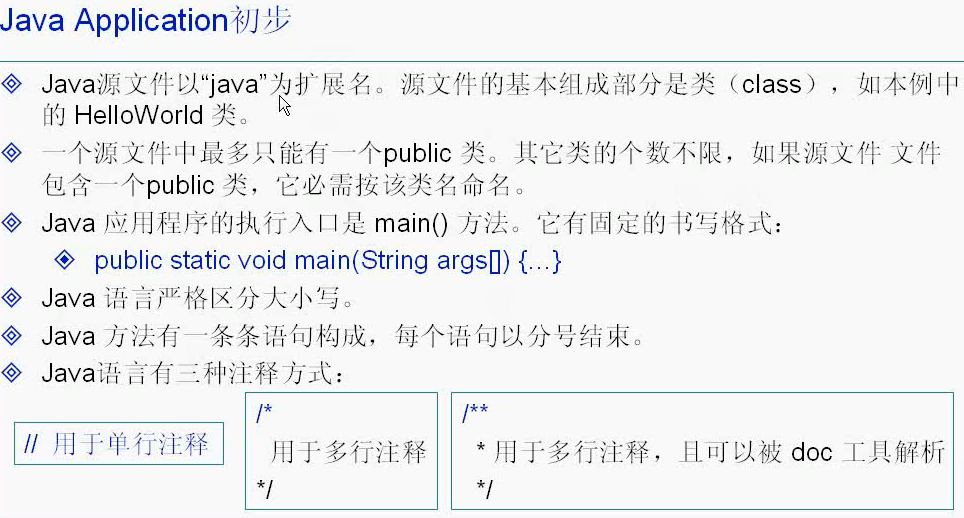 Java Application初步
Java源文件以“java”为扩展名。源文件的基本组成部分是类（class），如本例中
的 HelloWorld 类。
一个源文件中最多只能有一个public 类。其它类的个数不限，如果源文件 文件
包含一个public 类，它必需按该类名命名。
Java 应用程序的执行入口是 main() 方法。它有固定的书写格式：
public static void main(String args[]) {...}
Java 语言严格区分大小写。
Java 方法有一条条语句构成，每个语句以分号结束。
Java语言有三种注释方式：
// 用于单行注释
/*
用于多行注释
*/
/**
* 用于多行注释，且可以被 doc 工具解析
*/